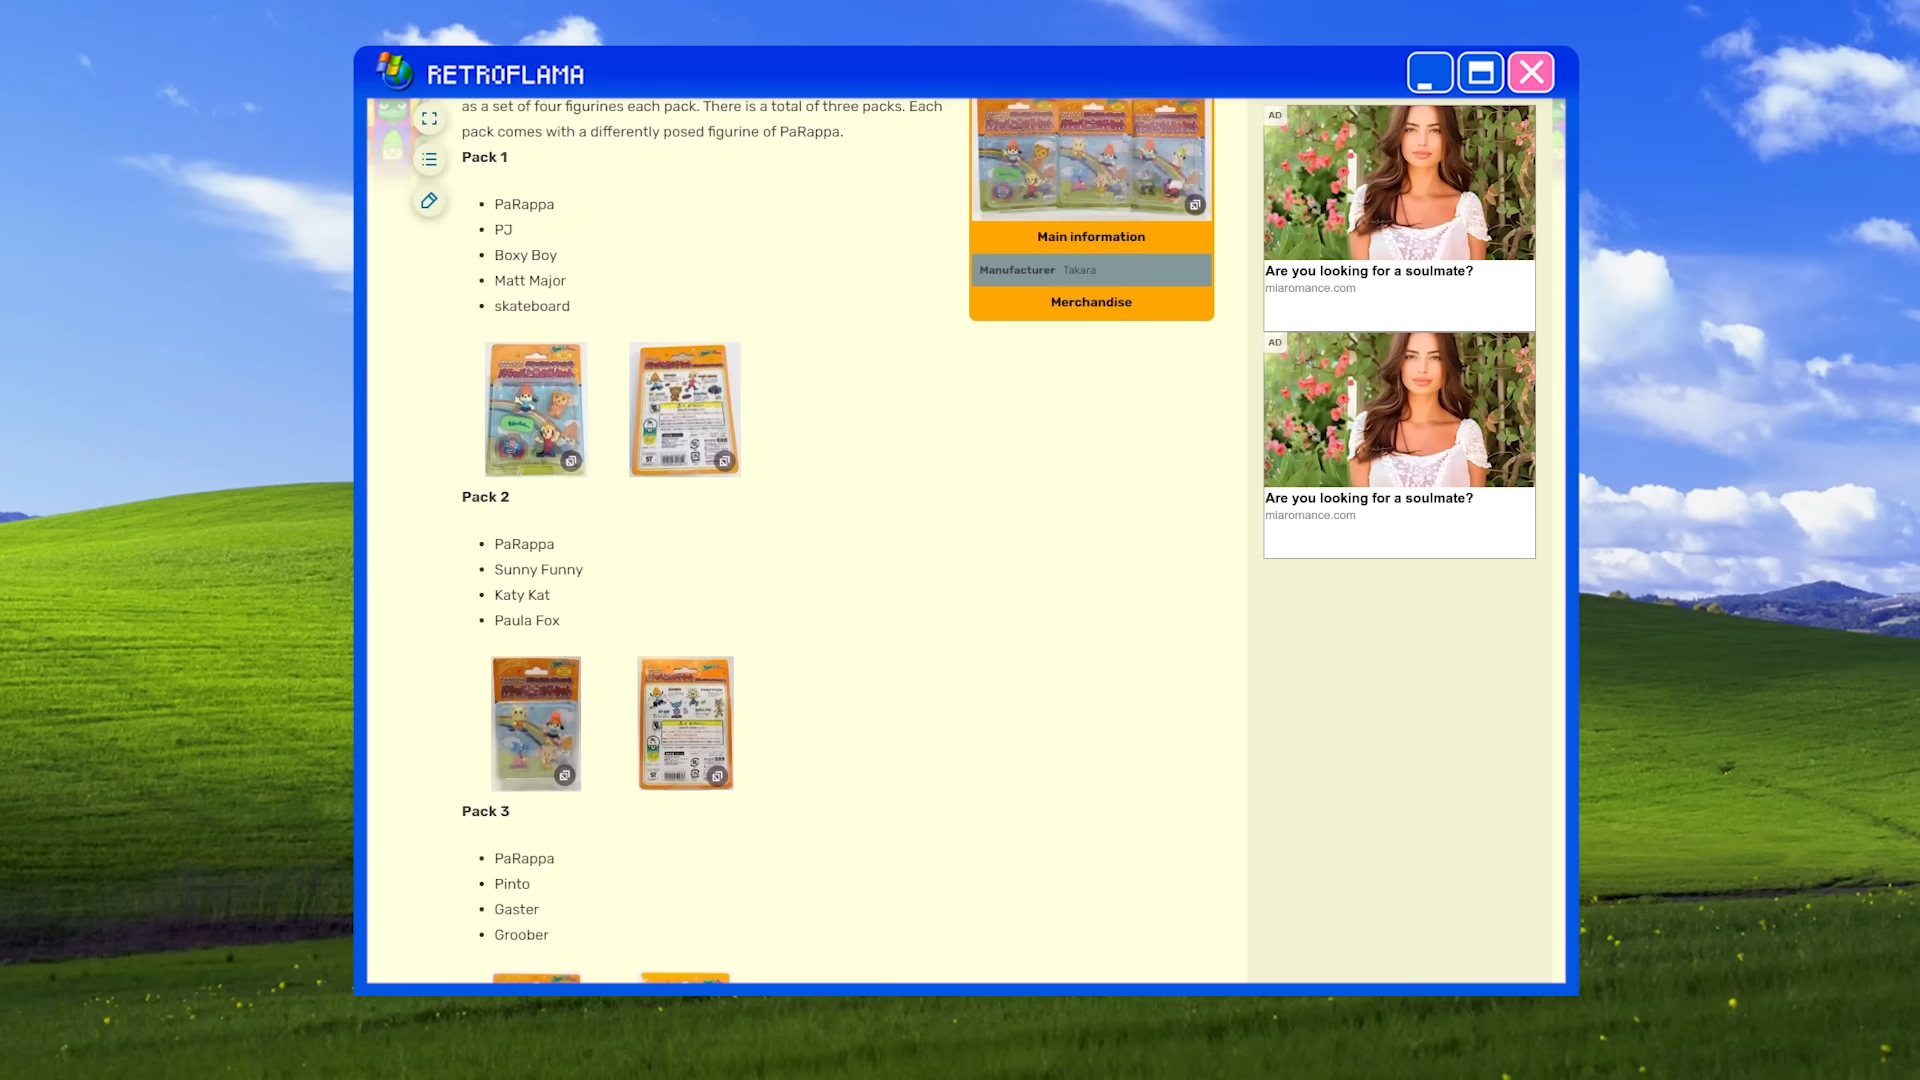 RETROFLAMA
as a set of four figurines each pack. There is a total of three packs. Each
pack comes with a differently posed figurine of PaRappa.
Pack 1
PaRappa
PJ
Boxy Boy
Matt Major
skateboard
Pack 2
PaRappa
Sunny Funny
Katy Kat
Paula Fox
Pack 3
PaRappa
Pinto
Gaster
Groober
Main information
Manufacturer Takara
Merchandise
AD
Are you looking for a soulmate?
miaromance.com
AD
Are you looking for a soulmate?
miaromance.com